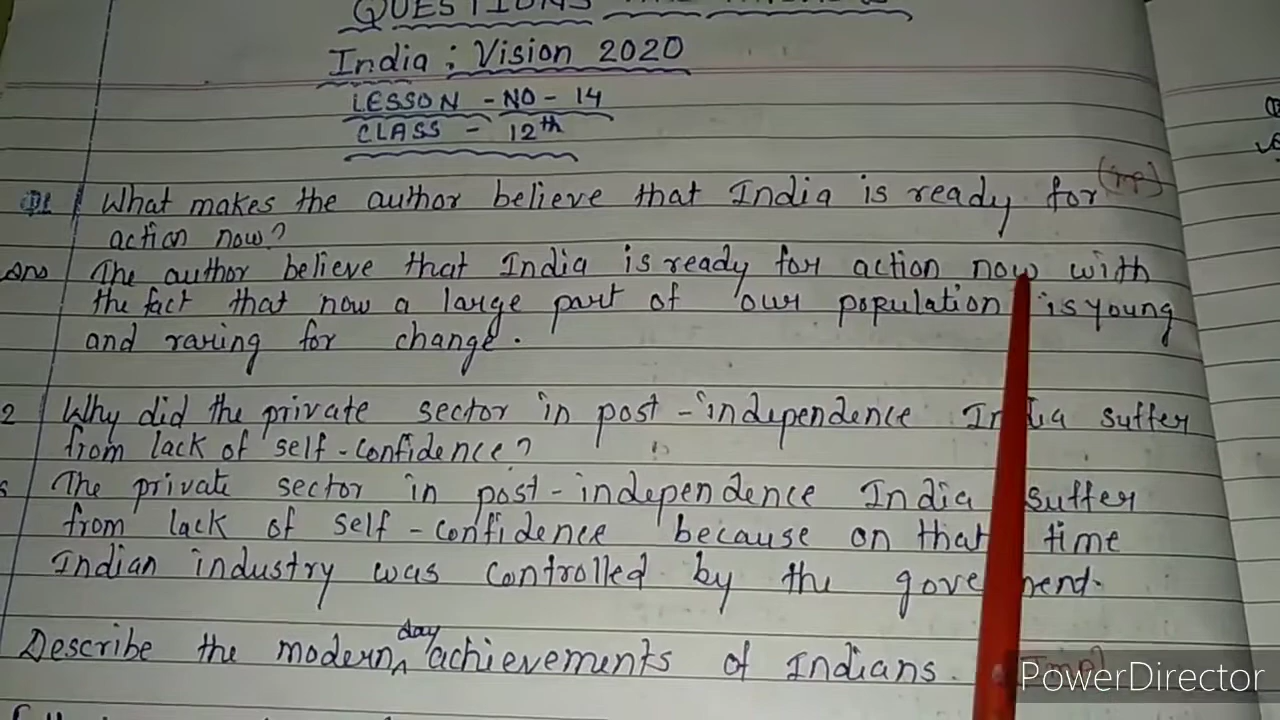 QUESTIONS
India : Vision 2020
LESSON - NO - 14
CLASS - 12th
Q1 What makes the author believe that India is ready for (Imp)
action now?
Ans The author believe that India is ready for action now with
the fact that now a large part of our population is young
and raring for change.
2 Why did the private sector in post - independence India suffer
from lack of self - confidence?
s The private sector in post - independence India suffer
from lack of self - confidence because on that time
Indian industry was controlled by the
Describe the modern day achievements of Indians. (Imp)
PowerDirector